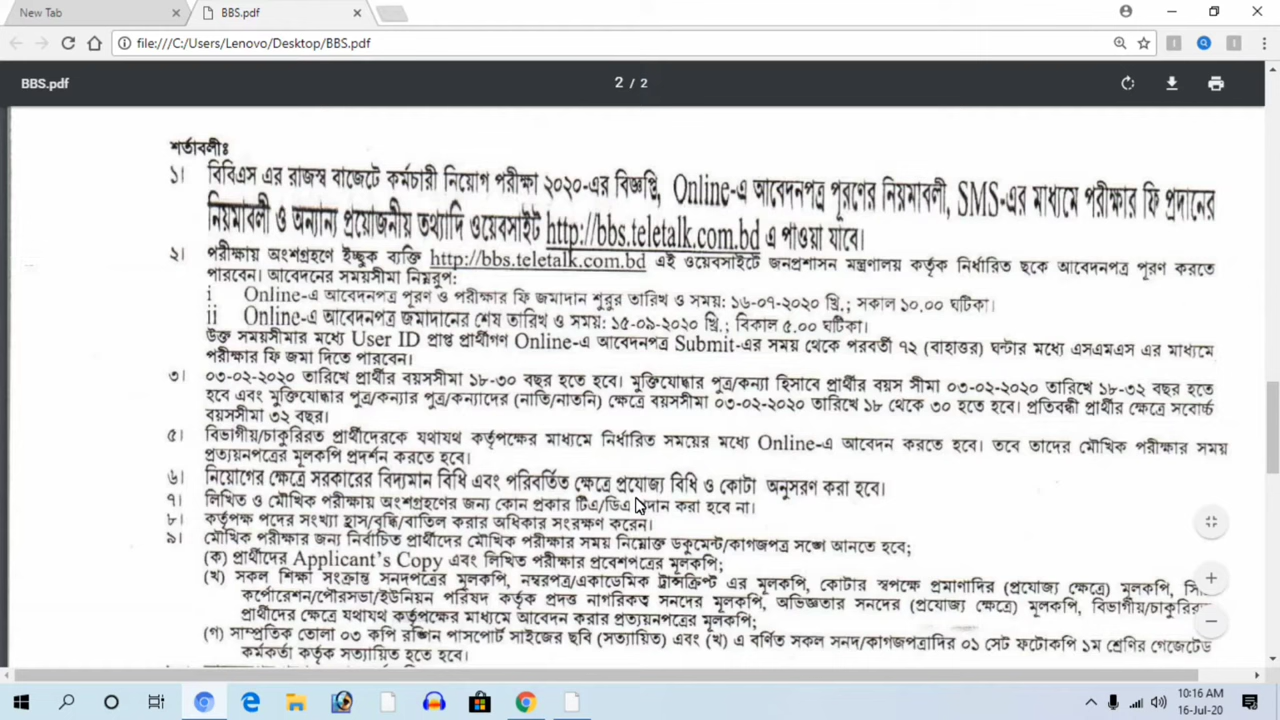 New Tab
BBS.pdf
file:///C:/Users/Lenovo/Desktop/BBS.pdf
BBS.pdf
2 / 2
শর্তাবলীঃ
১। বিবিএস এর রাজস্ব বাজেটে কর্মচারী নিয়োগ পরীক্ষা ২০২০-এর বিজ্ঞপ্তি, Online-এ আবেদনপত্র পূরণের নিয়মাবলী, SMS-এর মাধ্যমে পরীক্ষার ফি প্রদানের
নিয়মাবলী ও অন্যান্য প্রয়োজনীয় তথ্যাদি ওয়েবসাইট http://bbs.teletalk.com.bd এ পাওয়া যাবে।
২। পরীক্ষায় অংশগ্রহণে ইচ্ছুক ব্যক্তি http://bbs.teletalk.com.bd এই ওয়েবসাইটে জনপ্রশাসন মন্ত্রণালয় কর্তৃক নির্ধারিত ছকে আবেদনপত্র পূরণ করতে
পারবেন। আবেদনের সময়সীমা নিম্নরূপ:
i Online-এ আবেদনপত্র পূরণ ও পরীক্ষার ফি জমাদান শুরুর তারিখ ও সময়: ১৬-০৭-২০২০ খ্রি.; সকাল ১০.০০ ঘটিকা।
ii Online-এ আবেদনপত্র জমাদানের শেষ তারিখ ও সময়: ১৫-০৯-২০২০ খ্রি.; বিকাল ৫.০০ ঘটিকা।
উক্ত সময়সীমার মধ্যে User ID প্রাপ্ত প্রার্থীগণ Online-এ আবেদনপত্র Submit-এর সময় থেকে পরবর্তী ৭২ (বাহাত্তর) ঘন্টার মধ্যে এসএমএস এর মাধ্যমে
পরীক্ষার ফি জমা দিতে পারবেন।
৩। ০৩-০২-২০২০ তারিখে প্রার্থীর বয়সসীমা ১৮-৩০ বছর হতে হবে। মুক্তিযোদ্ধার পুত্র/কন্যা হিসাবে প্রার্থীর বয়স সীমা ০৩-০২-২০২০ তারিখে ১৮-৩২ বছর হতে
হবে এবং মুক্তিযোদ্ধার পুত্র/কন্যার পুত্র/কন্যাদের (নাতি/নাতনি) ক্ষেত্রে বয়সসীমা ০৩-০২-২০২০ তারিখে ১৮ থেকে ৩০ হতে হবে। প্রতিবন্ধী প্রার্থীর ক্ষেত্রে সবোর্চ্চ
বয়সসীমা ৩২ বছর।
৫। বিভাগীয়/চাকুরিরত প্রার্থীদেরকে যথাযথ কর্তৃপক্ষের মাধ্যমে নির্ধারিত সময়ের মধ্যে Online-এ আবেদন করতে হবে। তবে তাদের মৌখিক পরীক্ষার সময়
প্রত্যয়নপত্রের মূলকপি প্রদর্শন করতে হবে।
৬। নিয়োগের ক্ষেত্রে সরকারের বিদ্যমান বিধি এবং পরিবর্তিত ক্ষেত্রে প্রযোজ্য বিধি ও কোটা অনুসরণ করা হবে।
৭। লিখিত ও মৌখিক পরীক্ষায় অংশগ্রহণের জন্য কোন প্রকার টিএ/ডিএ প্রদান করা হবে না।
৮। কর্তৃপক্ষ পদের সংখ্যা হ্রাস/বৃদ্ধি/বাতিল করার অধিকার সংরক্ষণ করেন।
৯। মৌখিক পরীক্ষার জন্য নির্বাচিত প্রার্থীদের মৌখিক পরীক্ষার সময় নিম্নোক্ত ডকুমেন্ট/কাগজপত্র সঙ্গে আনতে হবে;
(ক) প্রার্থীদের Applicant's Copy এবং লিখিত পরীক্ষার প্রবেশপত্রের মূলকপি;
(খ) সকল শিক্ষা সংক্রান্ত সনদপত্রের মূলকপি, নম্বরপত্র/একাডেমিক ট্রান্সক্রিপ্ট এর মূলকপি, কোটার স্বপক্ষে প্রমাণাদির (প্রযোজ্য ক্ষেত্রে) মূলকপি,
কর্পোরেশন/পৌরসভা/ইউনিয়ন পরিষদ কর্তৃক প্রদত্ত নাগরিকত্ব সনদের মূলকপি, অভিজ্ঞতার সনদের (প্রযোজ্য ক্ষেত্রে) মূলকপি, বিভাগীয়/চাকুরিরত
প্রার্থীদের ক্ষেত্রে যথাযথ কর্তৃপক্ষের মাধ্যমে আবেদন করার প্রত্যয়নপত্রের মূলকপি;
(গ) সাম্প্রতিক তোলা ০৩ কপি রঙ্গিন পাসপোর্ট সাইজের ছবি (সত্যায়িত) এবং (খ) এ বর্ণিত সকল সনদ/কাগজপত্রাদির ০১ সেট ফটোকপি ১ম শ্রেণির গেজেটেড
কর্মকর্তা কর্তৃক সত্যায়িত হতে হবে।
10:16 AM
16-Jul-20